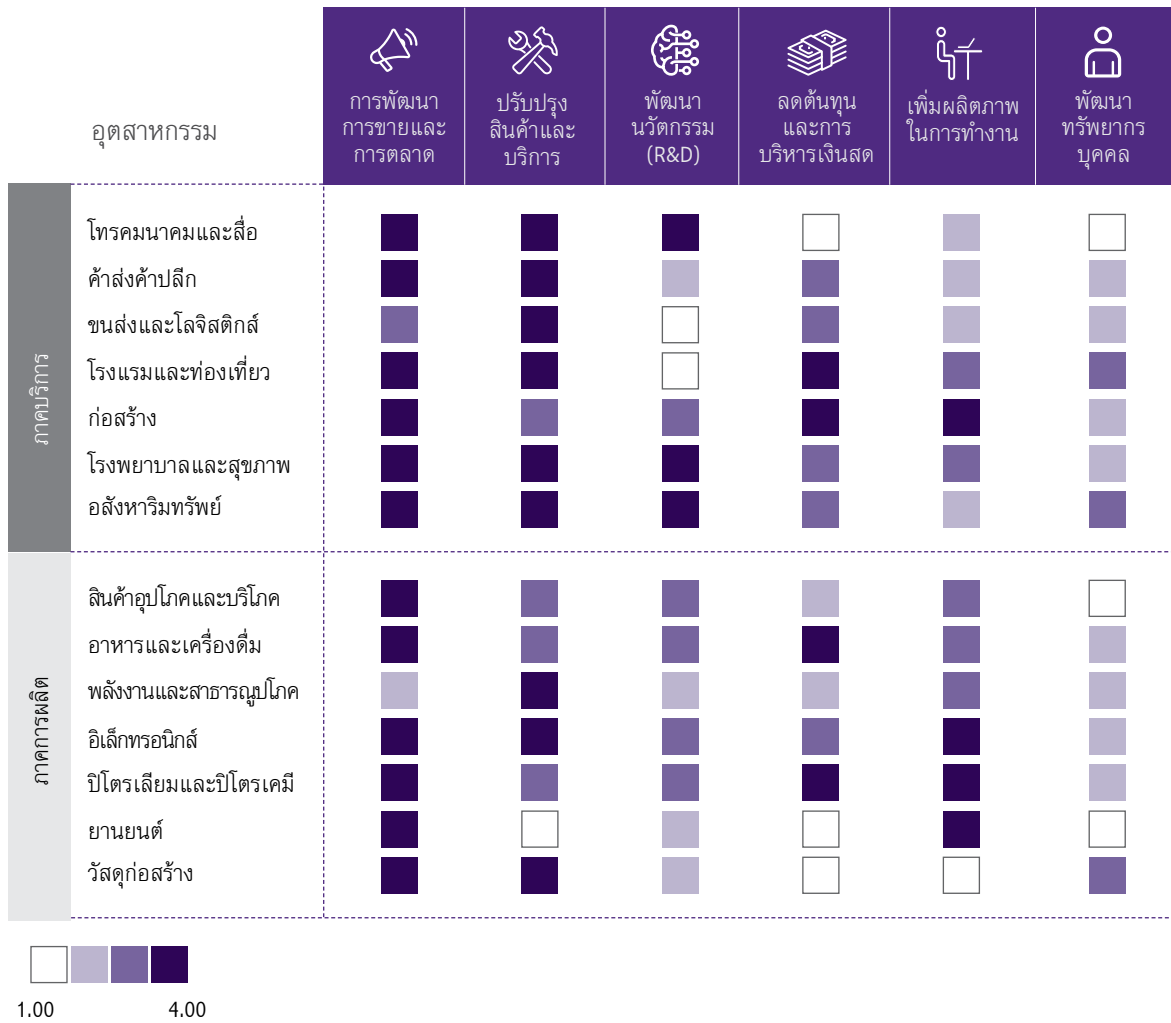 อุตสาหกรรม
การพัฒนา
การขายและ
การตลาด
ปรับปรุง
สินค้าและ
บริการ
พัฒนา
นวัตกรรม
(R&D)
ลดต้นทุน
และการ
บริหารเงินสด
เพิ่มผลิตภาพ
ในการทำงาน
พัฒนา
ทรัพยากร
บุคคล
ภาคบริการ
โทรคมนาคมและสื่อ
ค้าส่งค้าปลีก
ขนส่งและโลจิสติกส์
โรงแรมและท่องเที่ยว
ก่อสร้าง
โรงพยาบาลและสุขภาพ
อสังหาริมทรัพย์
ภาคการผลิต
สินค้าอุปโภคและบริโภค
อาหารและเครื่องดื่ม
พลังงานและสาธารณูปโภค
อิเล็กทรอนิกส์
ปิโตรเลียมและปิโตรเคมี
ยานยนต์
วัสดุก่อสร้าง
1.00 4.00